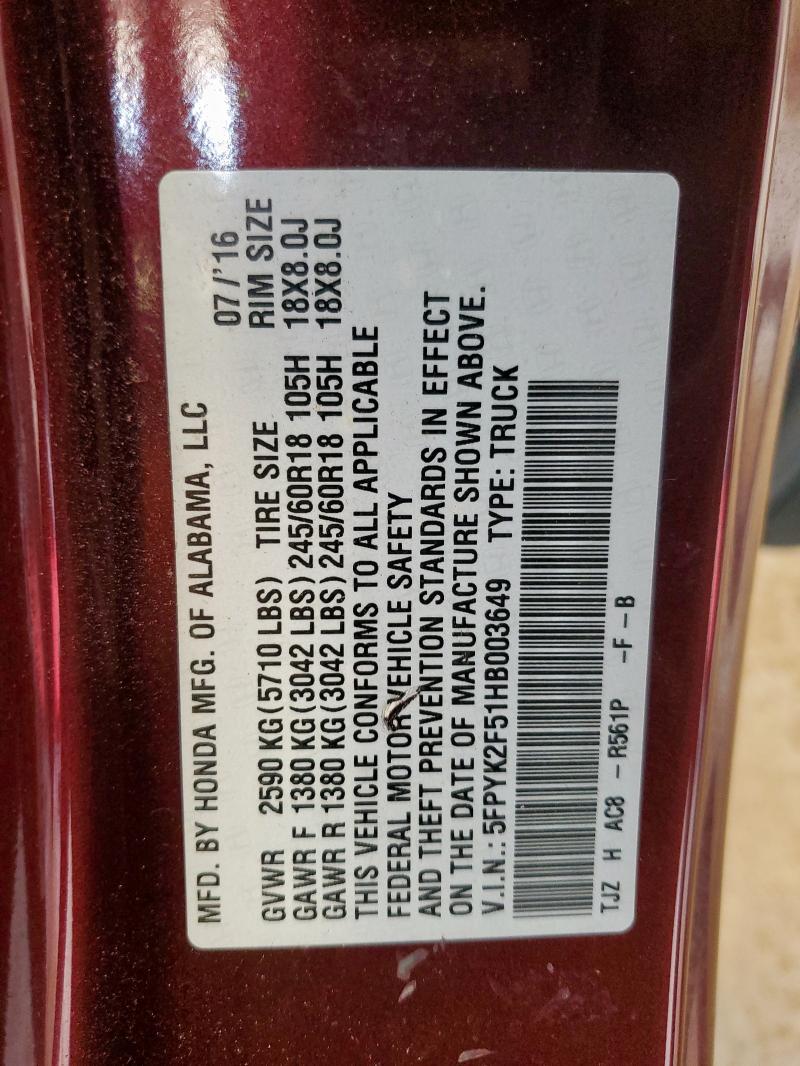 MFD. BY HONDA MFG. OF ALABAMA, LLC 07/'16
GVWR 2590 KG(5710 LBS) TIRE SIZE RIM SIZE
GAWR F 1380 KG(3042 LBS)245/60R18 105H 18X8.0J
GAWR R 1380 KG(3042 LBS)245/60R18 105H 18X8.0J
THIS VEHICLE CONFORMS TO ALL APPLICABLE
FEDERAL MOTOR VEHICLE SAFETY
AND THEFT PREVENTION STANDARDS IN EFFECT
ON THE DATE OF MANUFACTURE SHOWN ABOVE.
V.I.N.: 5FPYK2F51HB003649 TYPE: TRUCK
TJZ H AC8 -R561P -F-B